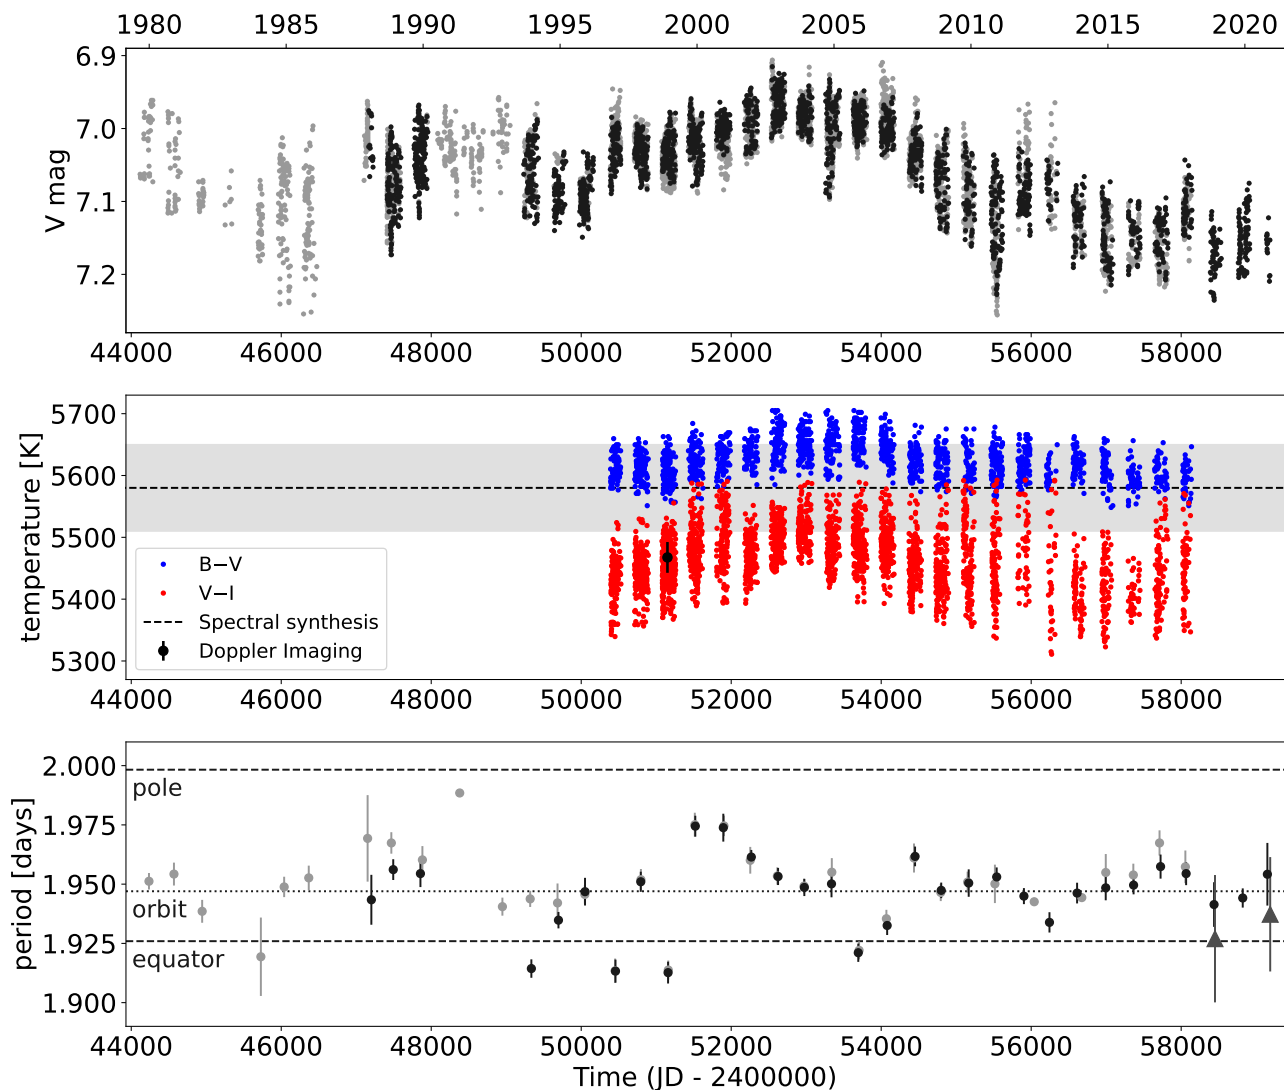 1980 1985 1990 1995 2000 2005 2010 2015 2020
6.9
7.0
7.1
7.2
V mag
44000 46000 48000 50000 52000 54000 56000 58000
5700
5600
5500
5400
5300
temperature [K]
B−V
V−I
Spectral synthesis
Doppler Imaging
44000 46000 48000 50000 52000 54000 56000 58000
2.000
1.975
1.950
1.925
1.900
period [days]
pole
orbit
equator
44000 46000 48000 50000 52000 54000 56000 58000
Time (JD - 2400000)